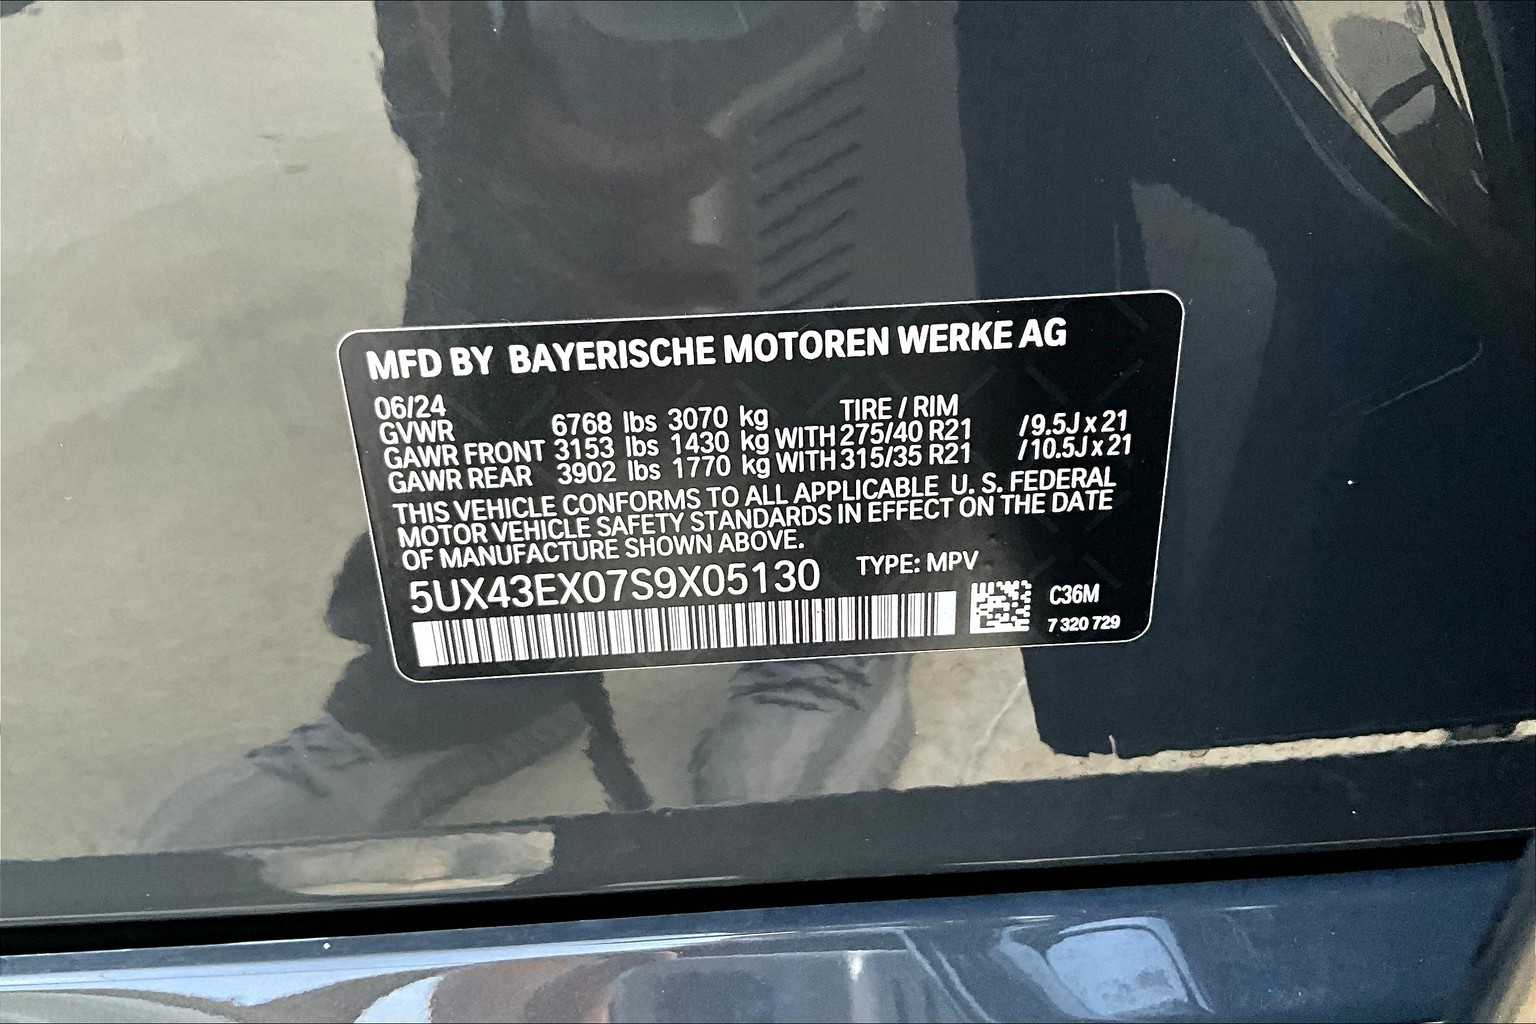 MFD BY BAYERISCHE MOTOREN WERKE AG
06/24 TIRE / RIM
GVWR 6768 lbs 3070 kg
GAWR FRONT 3153 lbs 1430 kg WITH 275/40 R21 /9.5J x 21
GAWR REAR 3902 lbs 1770 kg WITH 315/35 R21 /10.5J x 21
THIS VEHICLE CONFORMS TO ALL APPLICABLE U. S. FEDERAL
MOTOR VEHICLE SAFETY STANDARDS IN EFFECT ON THE DATE
OF MANUFACTURE SHOWN ABOVE.
5UX43EX07S9X05130 TYPE: MPV
C36M
7 320 729